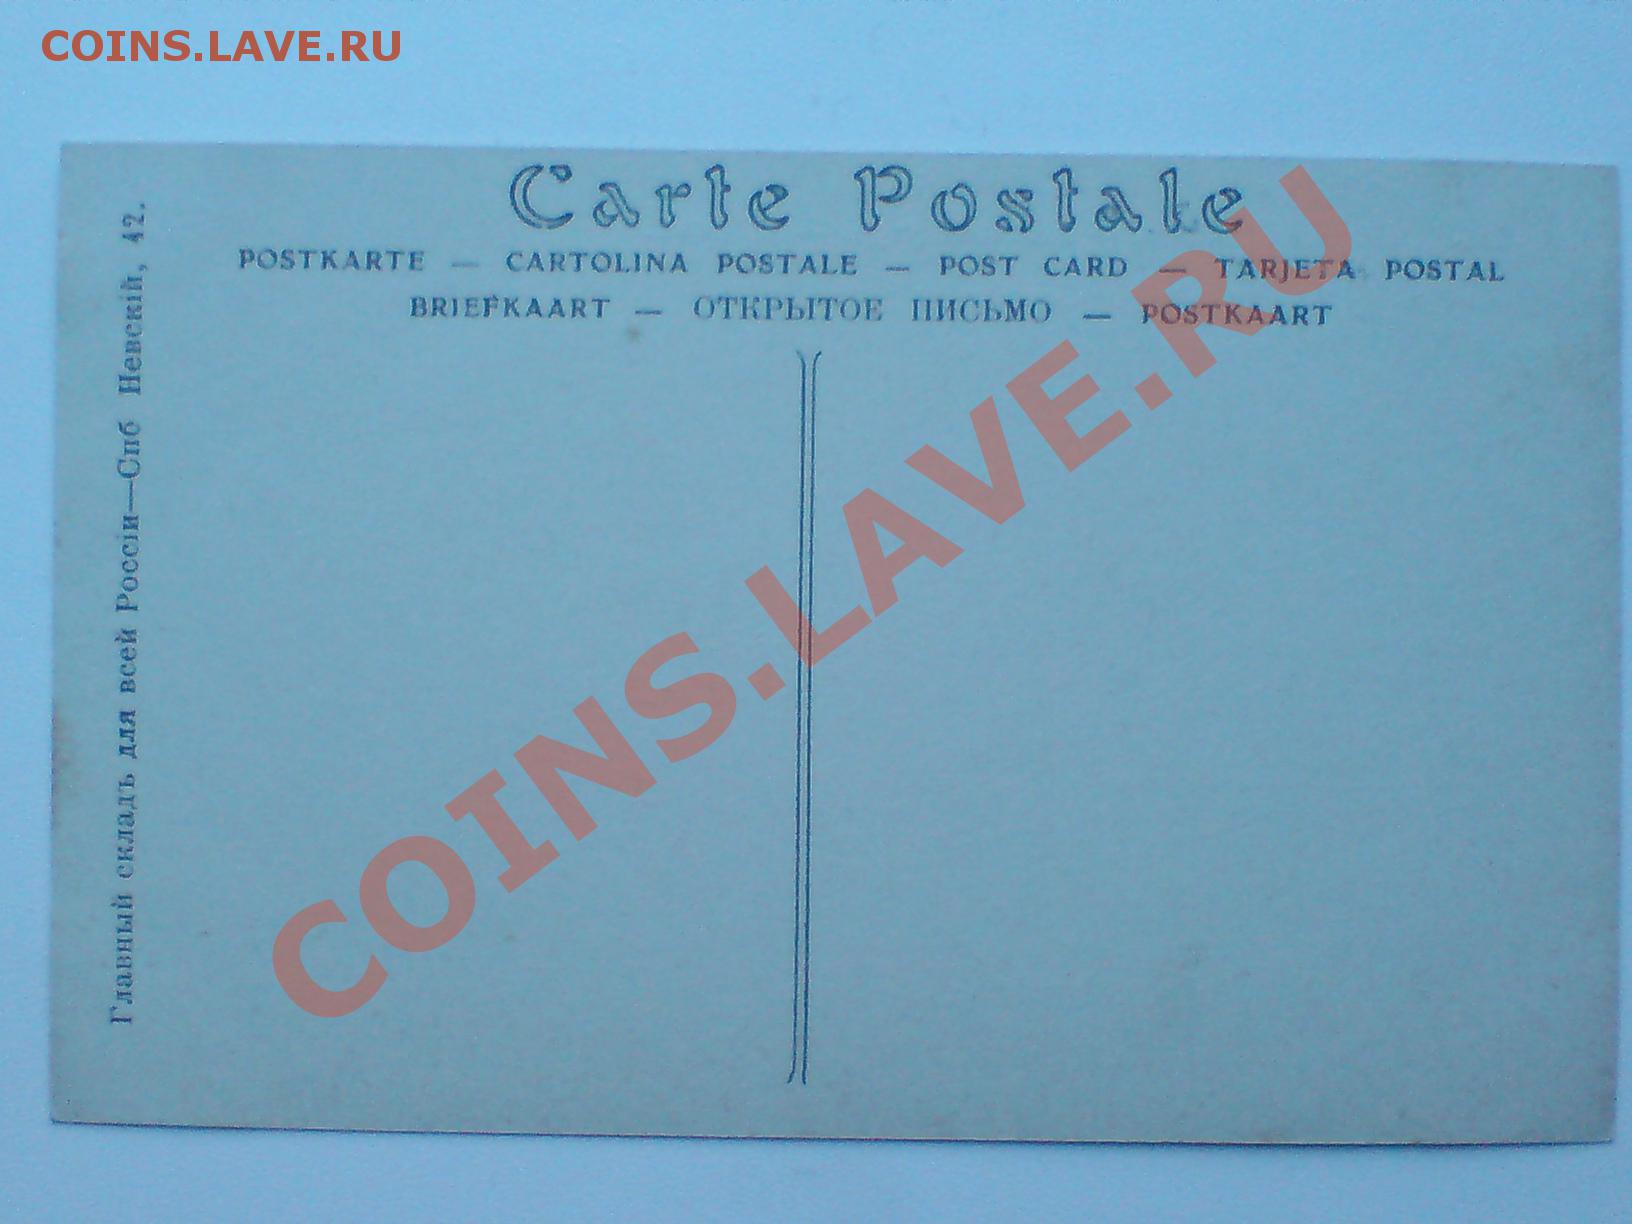 COINS.LAVE.RU
Carte Postale
POSTKARTE — CARTOLINA POSTALE — POST CARD — TARJETA POSTAL
BRIEFKAART — ОТКРЫТОЕ ПИСЬМО — POSTKAART
Главный складъ для всей Россіи—Спб Невскій, 42.
COINS.LAVE.RU